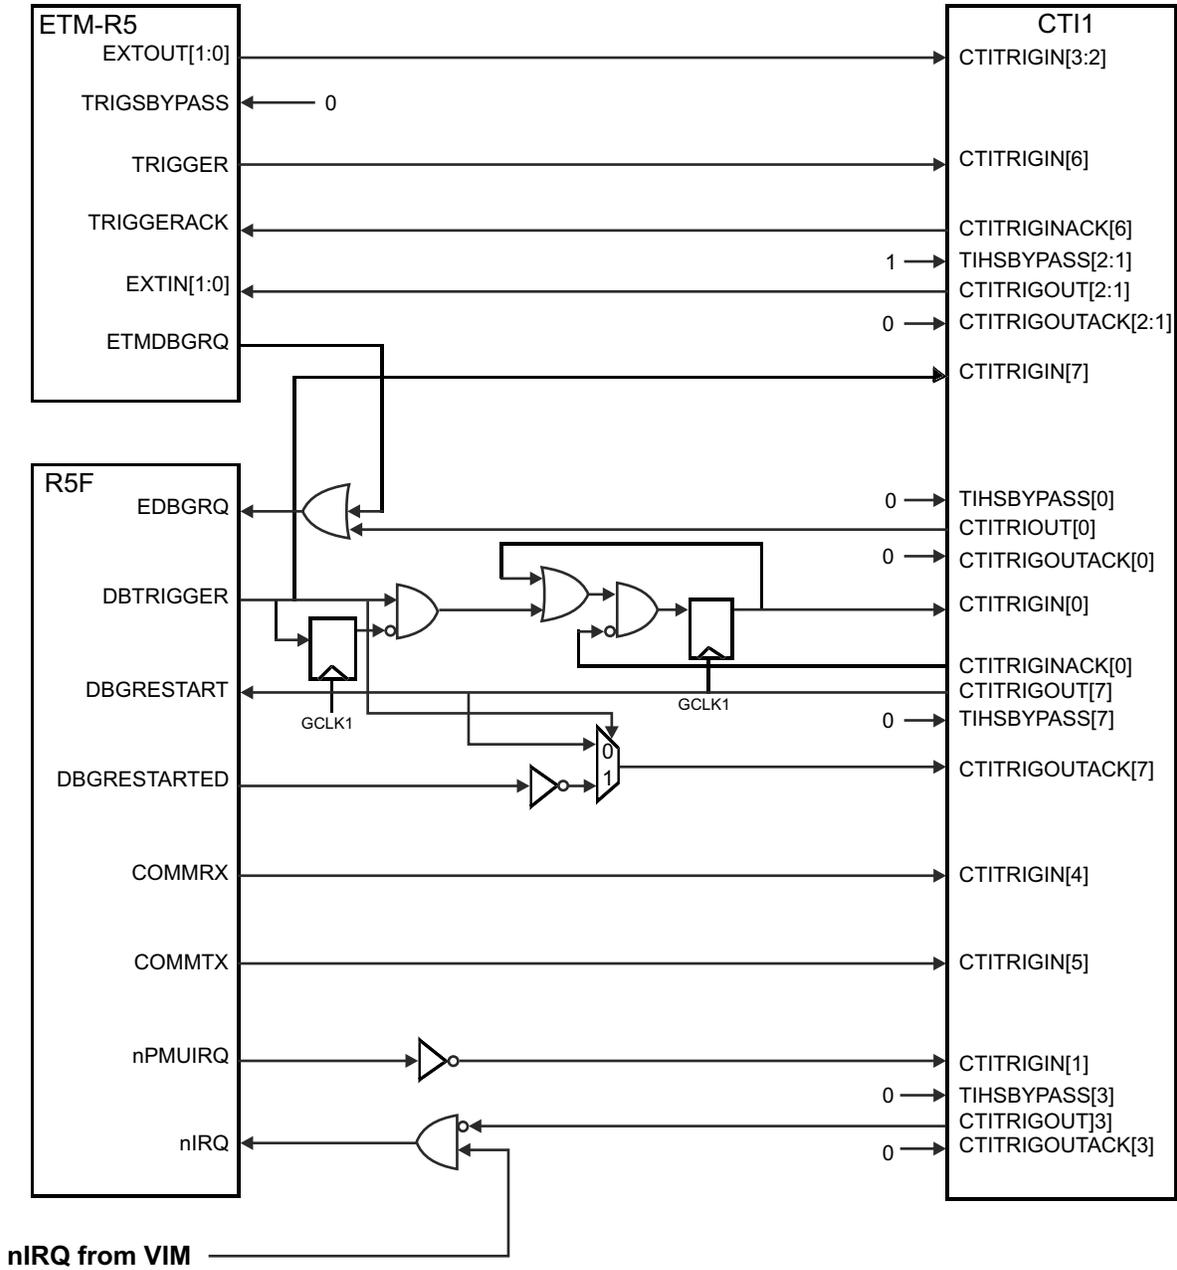 ETM-R5
CTI1
EXTOUT[1:0]
CTITRIGIN[3:2]
TRIGSBYPASS
0
TRIGGER
CTITRIGIN[6]
TRIGGERACK
CTITRIGINACK[6]
1
TIHSBYPASS[2:1]
EXTIN[1:0]
CTITRIGOUT[2:1]
0
CTITRIGOUTACK[2:1]
ETMDBGRQ
CTITRIGIN[7]
R5F
EDBGRQ
0
TIHSBYPASS[0]
CTITRIOUT[0]
0
CTITRIGOUTACK[0]
DBTRIGGER
CTITRIGIN[0]
CTITRIGINACK[0]
DBGRESTART
CTITRIGOUT[7]
GCLK1
GCLK1
0
TIHSBYPASS[7]
0
1
DBGRESTARTED
CTITRIGOUTACK[7]
COMMRX
CTITRIGIN[4]
COMMTX
CTITRIGIN[5]
nPMUIRQ
CTITRIGIN[1]
0
TIHSBYPASS[3]
CTITRIGOUT]3]
nIRQ
0
CTITRIGOUTACK[3]
nIRQ from VIM